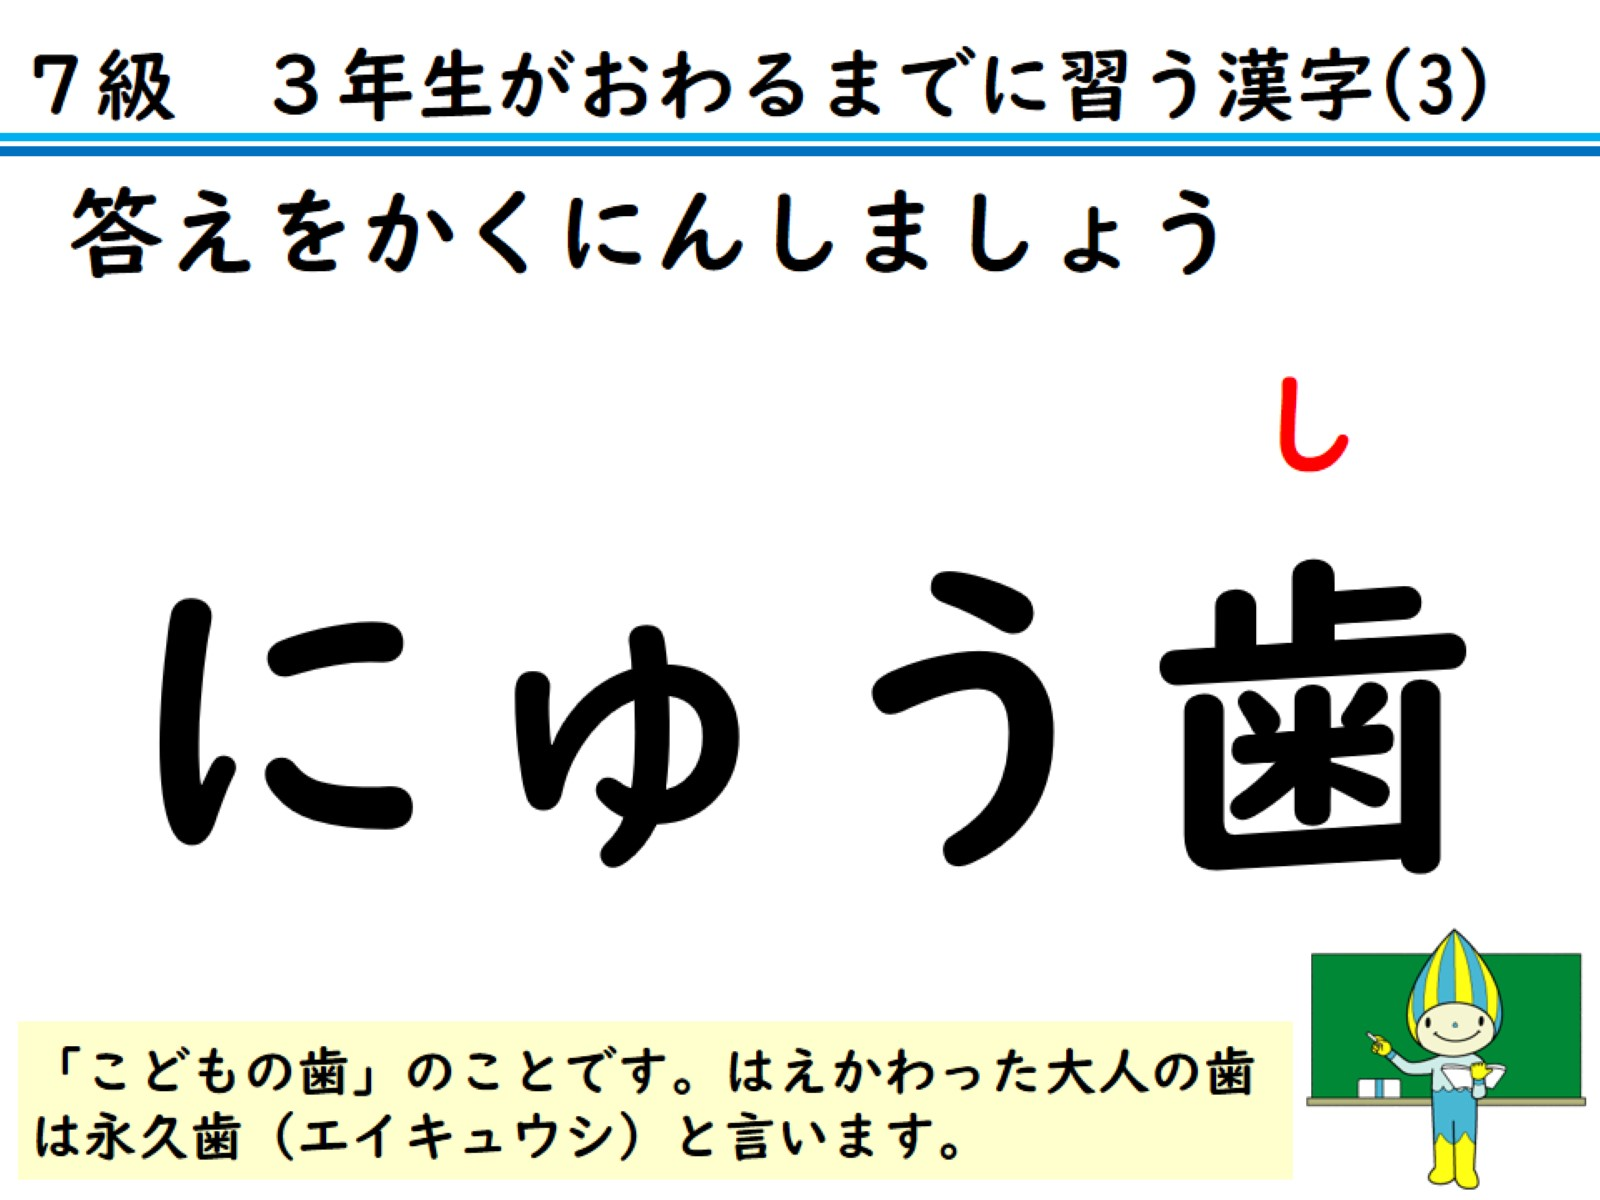 ７級　３年生がおわるまでに習う漢字(3)
答えをかくにんしましょう
し
にゅう歯
「こどもの歯」のことです。はえかわった大人の歯
は永久歯（エイキュウシ）と言います。